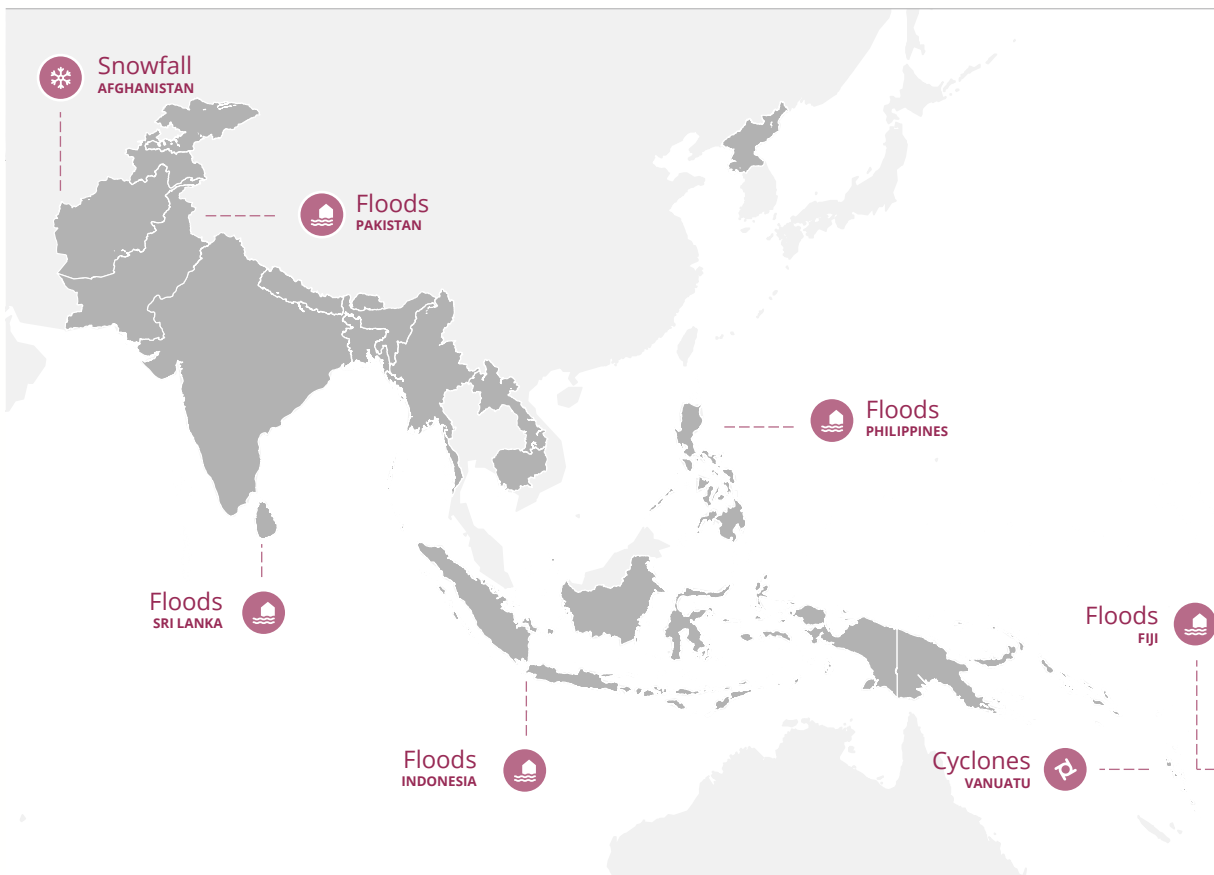 Snowfall
AFGHANISTAN
Floods
PAKISTAN
Floods
PHILIPPINES
Floods
SRI LANKA
Floods
FIJI
Floods
INDONESIA
Cyclones
VANUATU